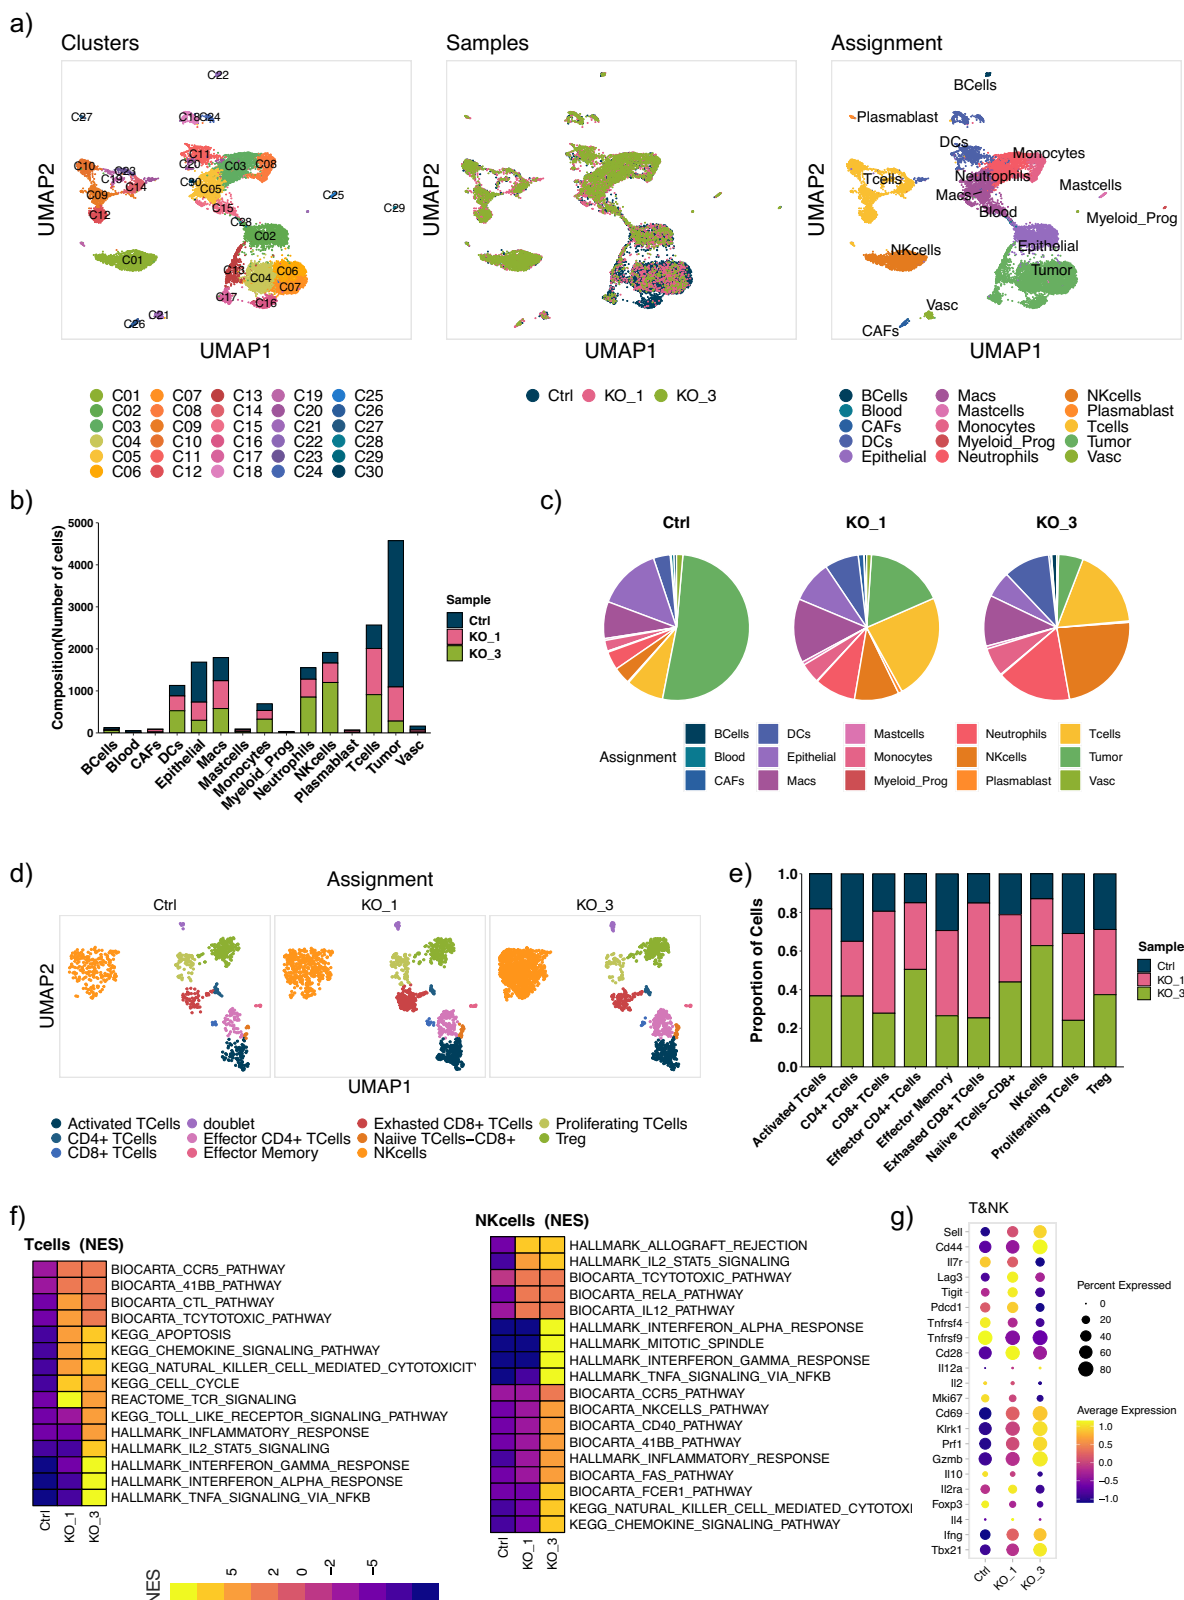 a)
Clusters
Samples
Assignment
UMAP2
UMAP1
C22
C27
C18
C24
C11
C20
C03
C08
C10
C23
C19
C14
C30
C05
C09
C12
C15
C25
C29
C28
C02
C01
C13
C04
C06
C07
C17
C16
C21
C26
UMAP2
UMAP1
UMAP2
UMAP1
BCells
Plasmablast
DCs
Monocytes
Tcells
Neutrophils
Macs
Mastcells
Blood
Myeloid_Prog
Epithelial
NKcells
Tumor
Vasc
CAFs
C01 C07 C13 C19 C25
C02 C08 C14 C20 C26
C03 C09 C15 C21 C27
C04 C10 C16 C22 C28
C05 C11 C17 C23 C29
C06 C12 C18 C24 C30
Ctrl KO_1 KO_3
BCells Macs NKcells
Blood Mastcells Plasmablast
CAFs Monocytes Tcells
DCs Myeloid_Prog Tumor
Epithelial Neutrophils Vasc
b)
Composition(Number of cells)
5000
4000
3000
2000
1000
0
BCells
Blood
CAFs
DCs
Epithelial
Macs
Mastcells
Monocytes
Myeloid_Prog
Neutrophils
NKcells
Plasmablast
Tcells
Tumor
Vasc
Sample
Ctrl
KO_1
KO_3
c)
Ctrl KO_1 KO_3
Assignment
BCells DCs Mastcells Neutrophils Tcells
Blood Epithelial Monocytes NKcells Tumor
CAFs Macs Myeloid_Prog Plasmablast Vasc
d)
Assignment
Ctrl KO_1 KO_3
UMAP2
UMAP1
Activated TCells doublet Exhasted CD8+ TCells Proliferating TCells
CD4+ TCells Effector CD4+ TCells Naiive TCells−CD8+ Treg
CD8+ TCells Effector Memory NKcells
e)
Proportion of Cells
1.0
0.8
0.6
0.4
0.2
0.0
Activated TCells
CD4+ TCells
CD8+ TCells
Effector CD4+ TCells
Effector Memory
Exhasted CD8+ TCells
Naiive TCells−CD8+
NKcells
Proliferating TCells
Treg
Sample
Ctrl
KO_1
KO_3
f)
Tcells (NES)
BIOCARTA_CCR5_PATHWAY
BIOCARTA_41BB_PATHWAY
BIOCARTA_CTL_PATHWAY
BIOCARTA_TCYTOTOXIC_PATHWAY
KEGG_APOPTOSIS
KEGG_CHEMOKINE_SIGNALING_PATHWAY
KEGG_NATURAL_KILLER_CELL_MEDIATED_CYTOTOXICIT
KEGG_CELL_CYCLE
REACTOME_TCR_SIGNALING
KEGG_TOLL_LIKE_RECEPTOR_SIGNALING_PATHWAY
HALLMARK_INFLAMMATORY_RESPONSE
HALLMARK_IL2_STAT5_SIGNALING
HALLMARK_INTERFERON_GAMMA_RESPONSE
HALLMARK_INTERFERON_ALPHA_RESPONSE
HALLMARK_TNFA_SIGNALING_VIA_NFKB
Ctrl
KO_1
KO_3
NKcells (NES)
HALLMARK_ALLOGRAFT_REJECTION
HALLMARK_IL2_STAT5_SIGNALING
BIOCARTA_TCYTOTOXIC_PATHWAY
BIOCARTA_RELA_PATHWAY
BIOCARTA_IL12_PATHWAY
HALLMARK_INTERFERON_ALPHA_RESPONSE
HALLMARK_MITOTIC_SPINDLE
HALLMARK_INTERFERON_GAMMA_RESPONSE
HALLMARK_TNFA_SIGNALING_VIA_NFKB
BIOCARTA_CCR5_PATHWAY
BIOCARTA_NKCELLS_PATHWAY
BIOCARTA_CD40_PATHWAY
BIOCARTA_41BB_PATHWAY
HALLMARK_INFLAMMATORY_RESPONSE
BIOCARTA_FAS_PATHWAY
BIOCARTA_FCER1_PATHWAY
KEGG_NATURAL_KILLER_CELL_MEDIATED_CYTOTOXI
KEGG_CHEMOKINE_SIGNALING_PATHWAY
Ctrl
KO_1
KO_3
NES
5
2
0
−2
−5
g)
T&NK
Sell
Cd44
Il7r
Lag3
Tigit
Pdcd1
Tnfrsf4
Tnfrsf9
Cd28
Il12a
Il2
Mki67
Cd69
Klrk1
Prf1
Gzmb
Il10
Il2ra
Foxp3
Il4
Ifng
Tbx21
Ctrl
KO_1
KO_3
Percent Expressed
0
20
40
60
80
Average Expression
1.0
0.5
0.0
−0.5
−1.0